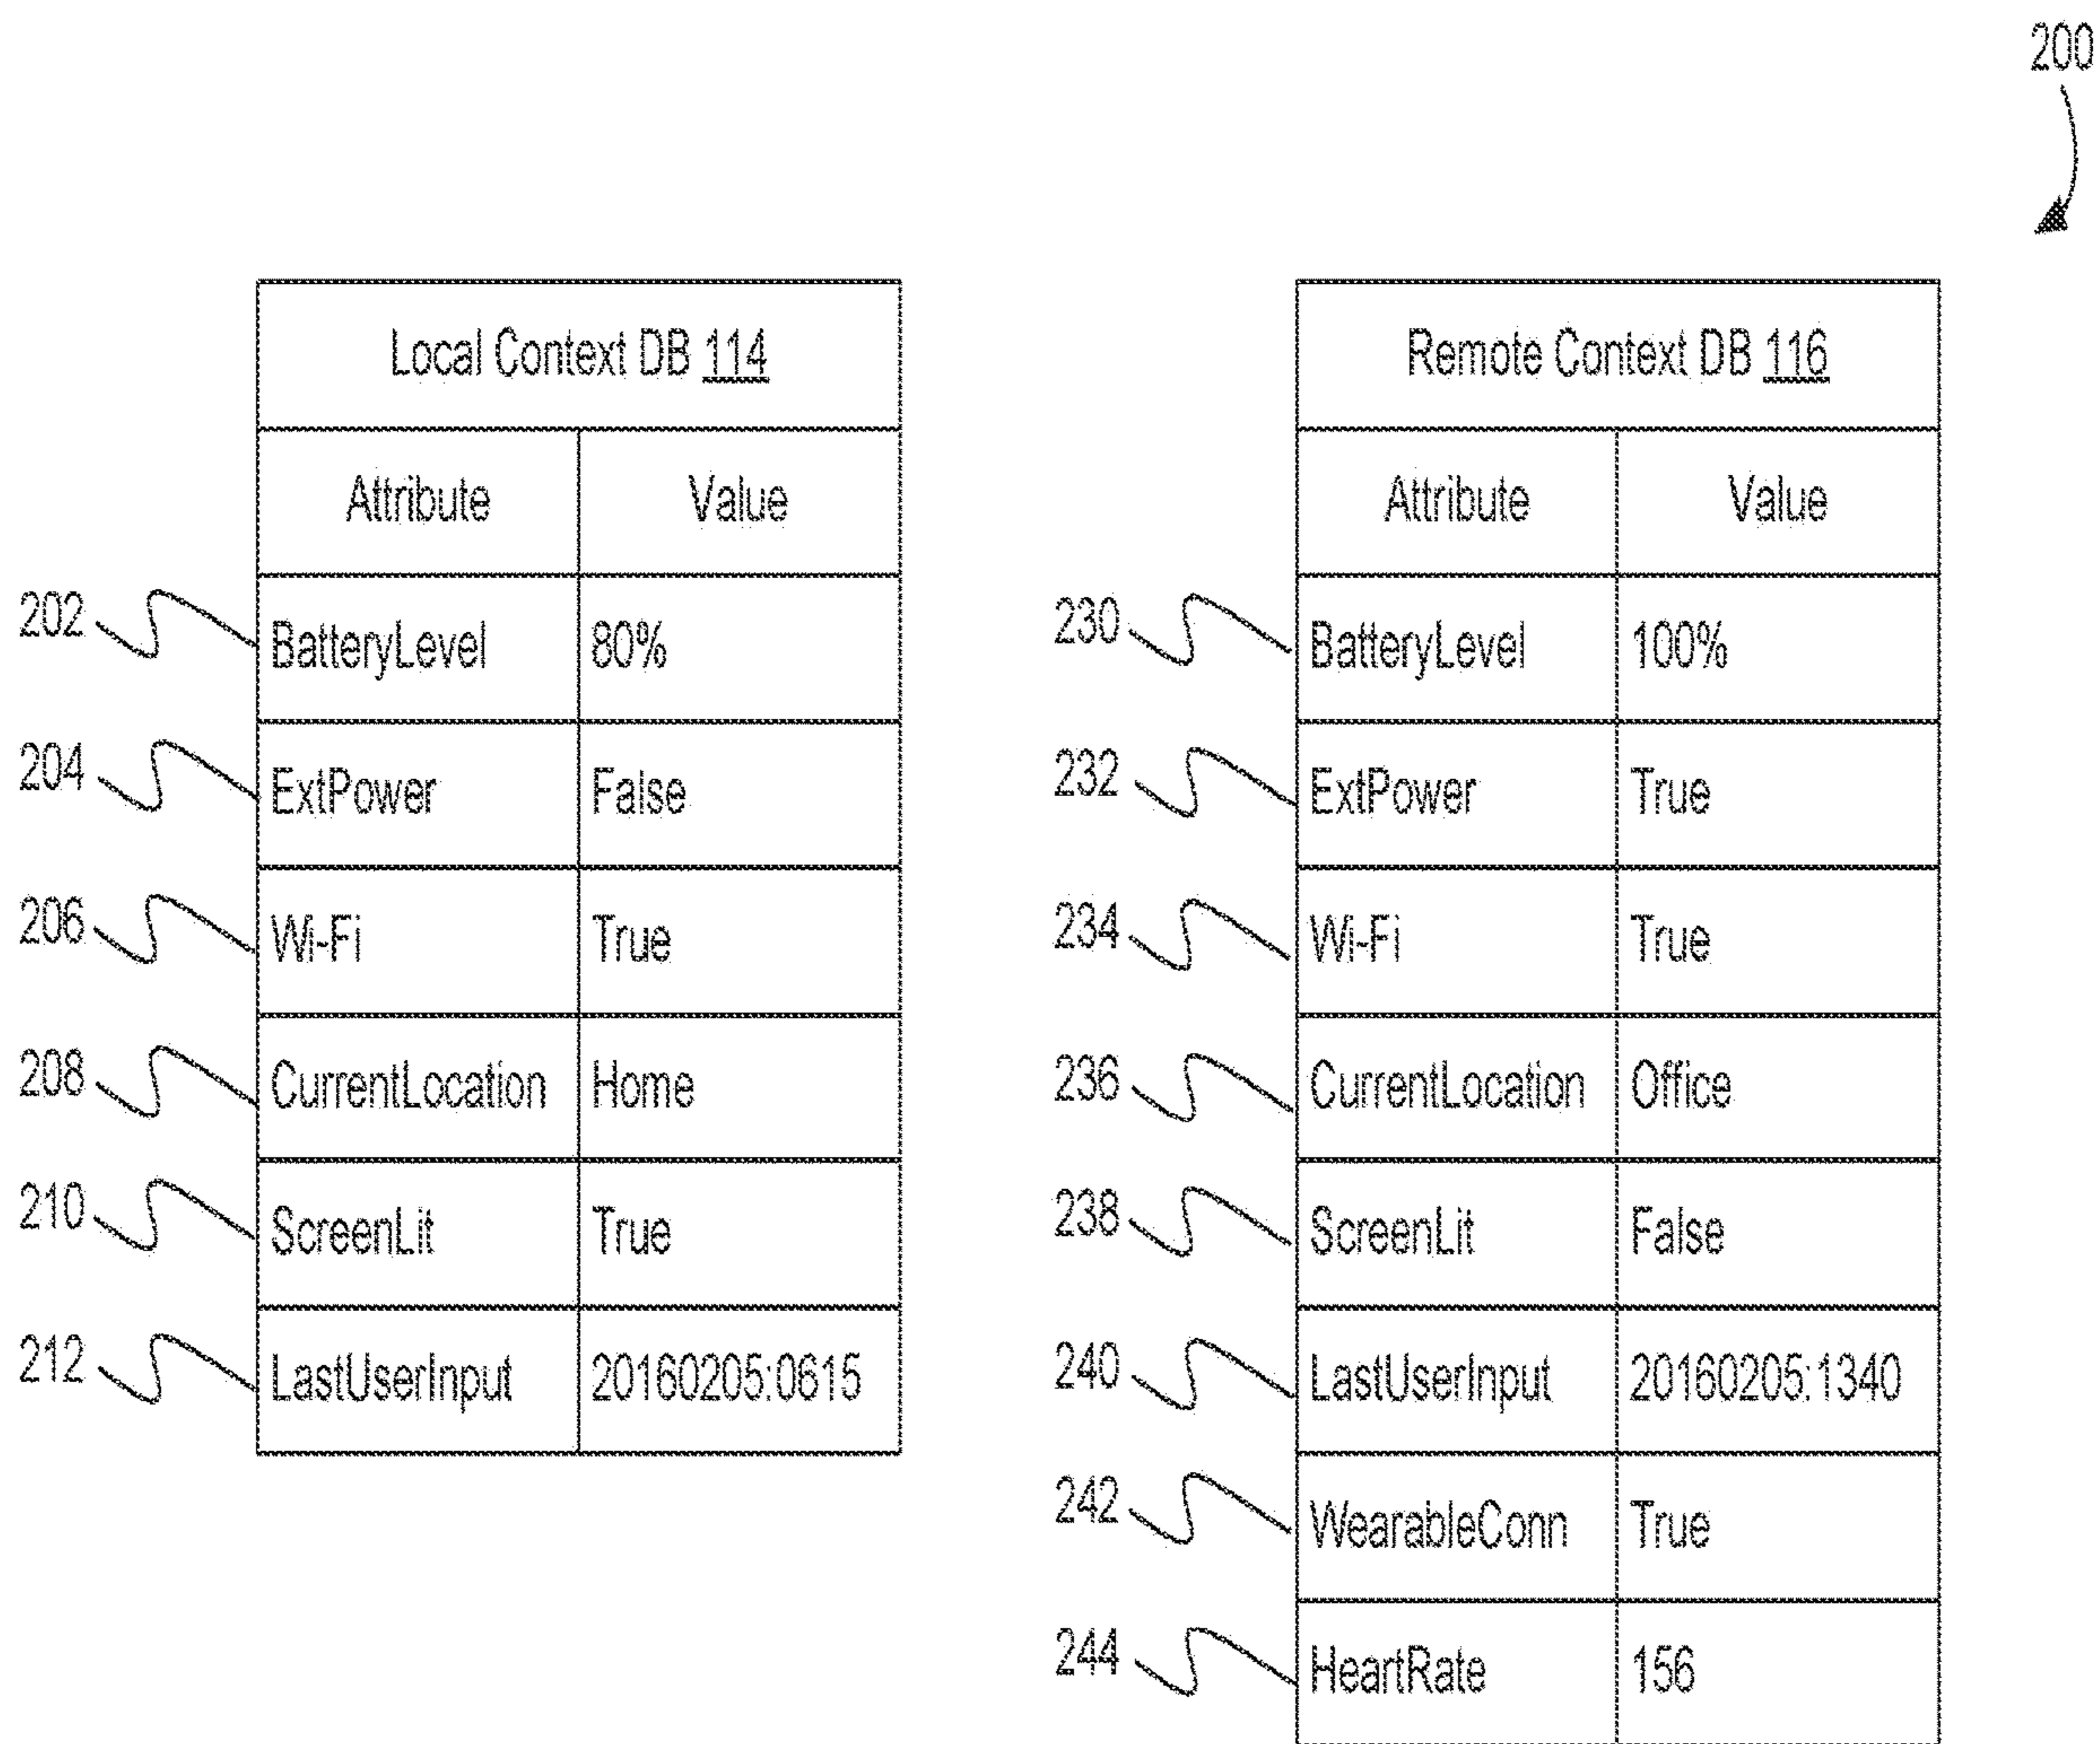 200
Local Context DB 114
Attribute Value
202 BatteryLevel 80%
204 ExtPower False
206 Wi-Fi True
208 CurrentLocation Home
210 ScreenLit True
212 LastUserInput 20160205:0615
Remote Context DB 116
Attribute Value
230 BatteryLevel 100%
232 ExtPower True
234 Wi-Fi True
236 CurrentLocation Office
238 ScreenLit False
240 LastUserInput 20160205:1340
242 WearableConn True
244 HeartRate 156